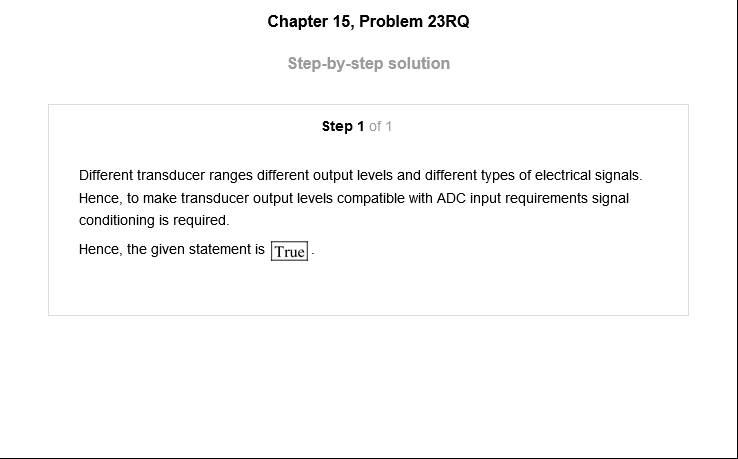 Chapter 15, Problem 23RQ
Step-by-step solution
Step 1 of 1
Different transducer ranges different output levels and different types of electrical signals.
Hence, to make transducer output levels compatible with ADC input requirements signal
conditioning is required.
Hence, the given statement is True.